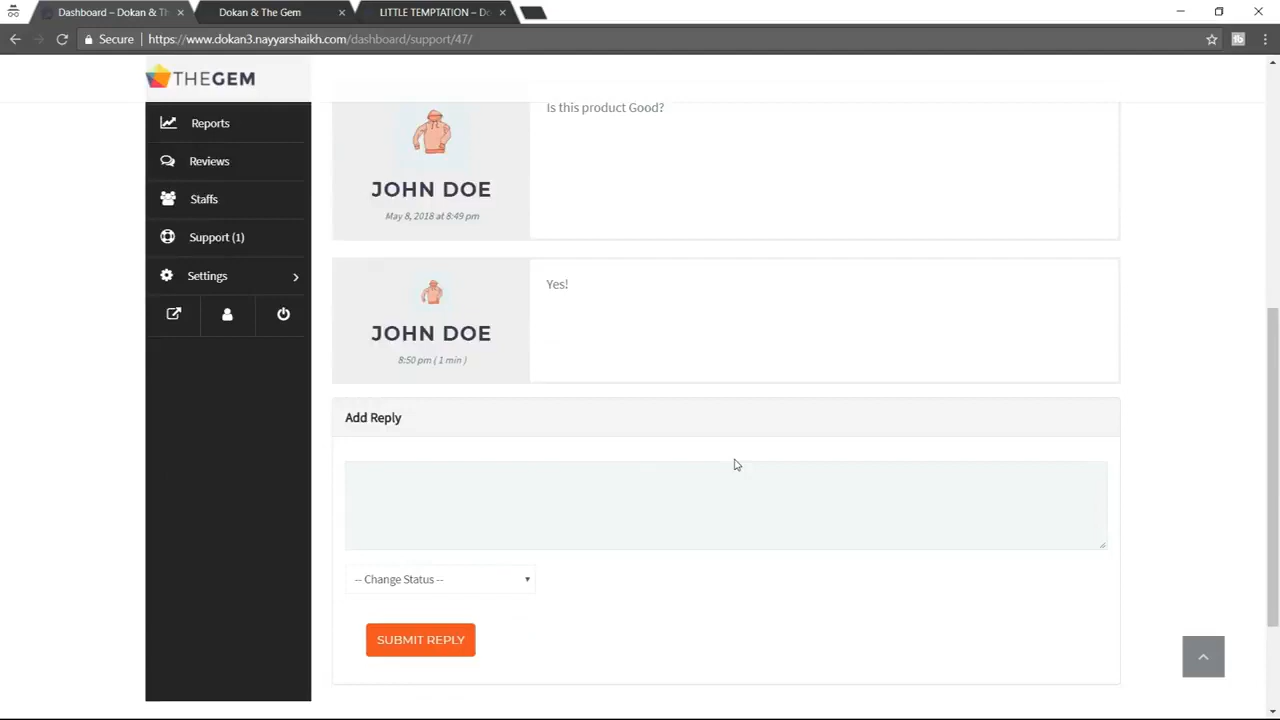 Dashboard – Dokan & Th
Dokan & The Gem
LITTLE TEMPTATION – Do
Secure
https://www.dokan3.nayyarshaikh.com/dashboard/support/47/
THEGEM
Reports
Reviews
Staffs
Support (1)
Settings
Is this product Good?
JOHN DOE
May 8, 2018 at 8:49 pm
Yes!
JOHN DOE
8:50 pm ( 1 min )
Add Reply
-- Change Status --
SUBMIT REPLY